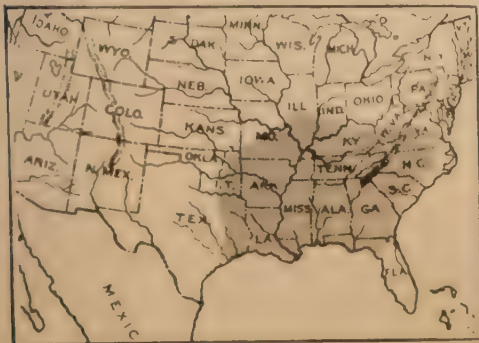 IDAHO
WYO.
S. DAK.
MINN.
WIS.
MICH.
NEB.
IOWA
ILL
IND.
OHIO
PA.
N.
UTAH
COLO.
KANS
MO.
KY
VA.
ARIZ.
N. MEX.
OKLA
I.T.
ARK.
TENN.
N.C.
S.C.
TEX.
LA.
MISS
ALA.
GA
FLA
MEXIC